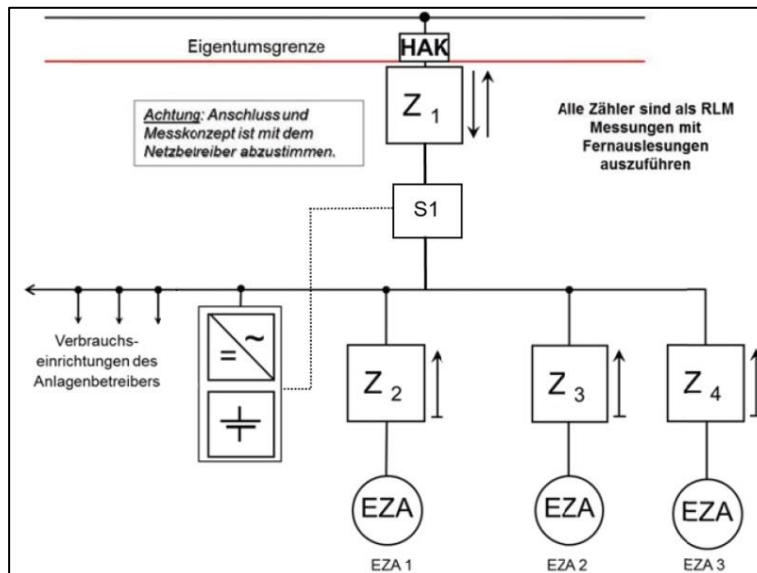 Eigentumsgrenze
HAK
Z 1
Achtung: Anschluss und
Messkonzept ist mit dem
Netzbetreiber abzustimmen.
Alle Zähler sind als RLM
Messungen mit
Fernauslesungen
auszuführen
S1
Verbrauchs-
einrichtungen des
Anlagenbetreibers
= ~
Z 2
Z 3
Z 4
EZA
EZA
EZA
EZA 1
EZA 2
EZA 3